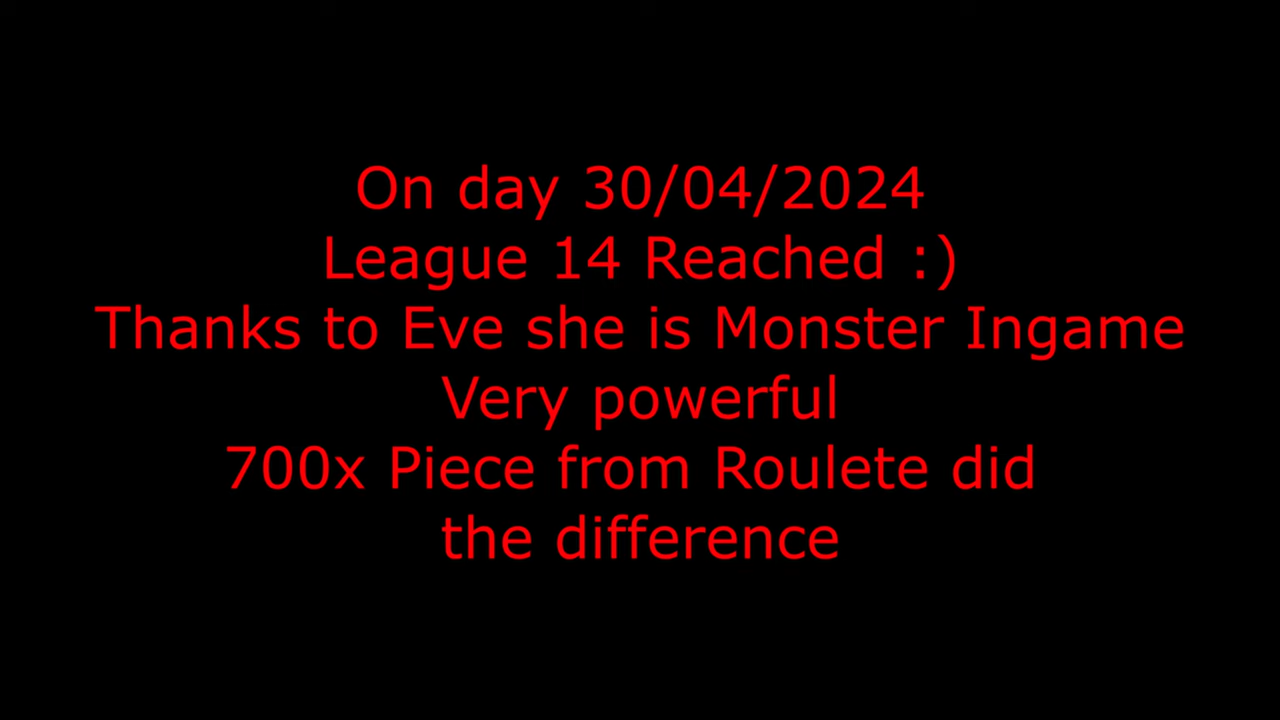 On day 30/04/2024
League 14 Reached :)
Thanks to Eve she is Monster Ingame
Very powerful
700x Piece from Roulete did
the difference